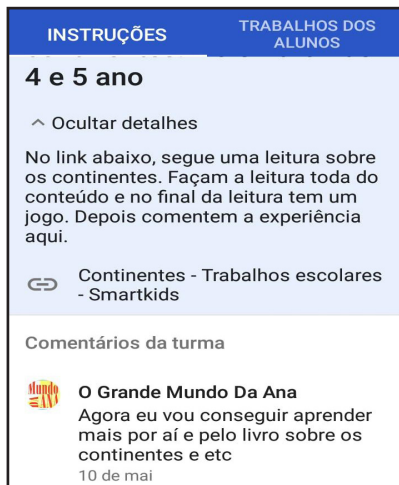 INSTRUÇÕES
TRABALHOS DOS
ALUNOS
4 e 5 ano
Ocultar detalhes
No link abaixo, segue uma leitura sobre
os continentes. Façam a leitura toda do
conteúdo e no final da leitura tem um
jogo. Depois comentem a experiência
aqui.
Continentes - Trabalhos escolares
- Smartkids
Comentários da turma
Mundo
ANA
O Grande Mundo Da Ana
Agora eu vou conseguir aprender
mais por aí e pelo livro sobre os
continentes e etc
10 de mai